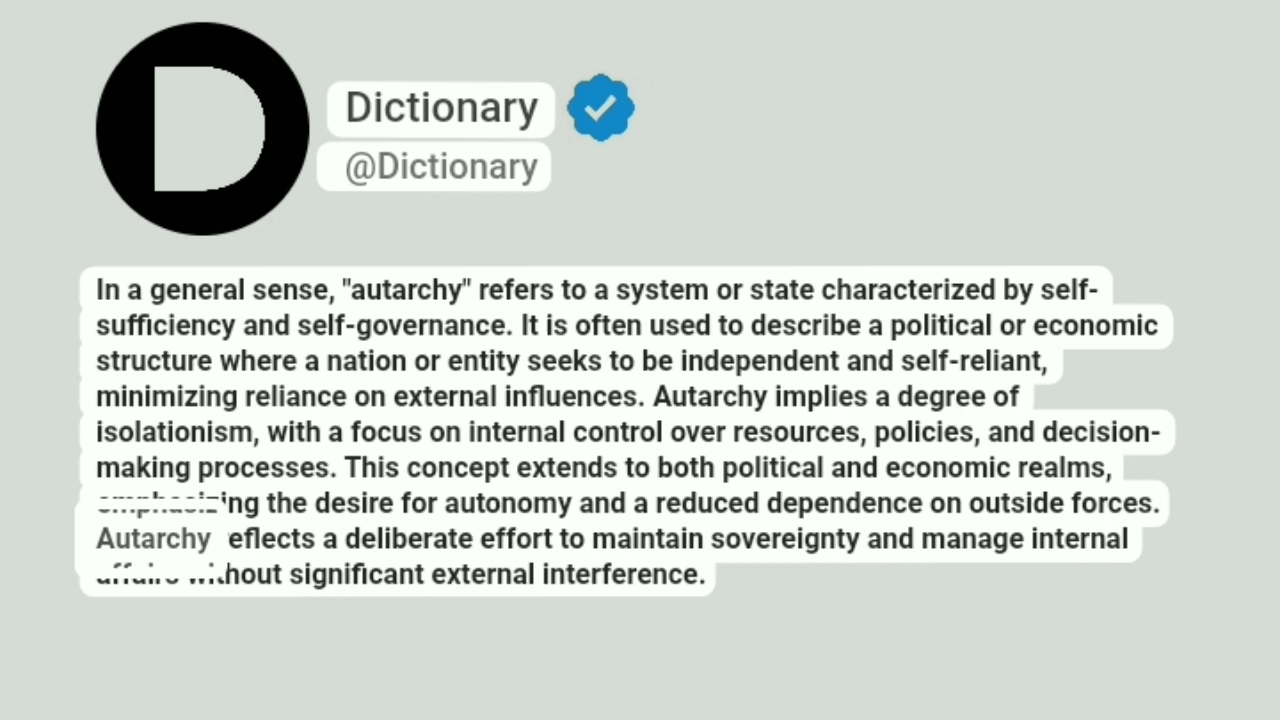 D
Dictionary
@Dictionary
In a general sense, "autarchy" refers to a system or state characterized by self-
sufficiency and self-governance. It is often used to describe a political or economic
structure where a nation or entity seeks to be independent and self-reliant,
minimizing reliance on external influences. Autarchy implies a degree of
isolationism, with a focus on internal control over resources, policies, and decision-
making processes. This concept extends to both political and economic realms,
emphasizing the desire for autonomy and a reduced dependence on outside forces.
Autarchy eflects a deliberate effort to maintain sovereignty and manage internal
affairs without significant external interference.